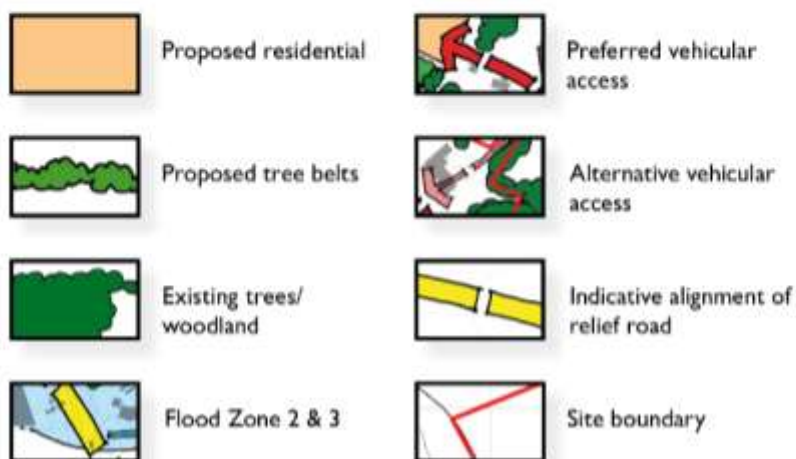 Proposed residential
Preferred vehicular
access
Proposed tree belts
Alternative vehicular
access
Existing trees/
woodland
Indicative alignment of
relief road
Flood Zone 2 & 3
Site boundary